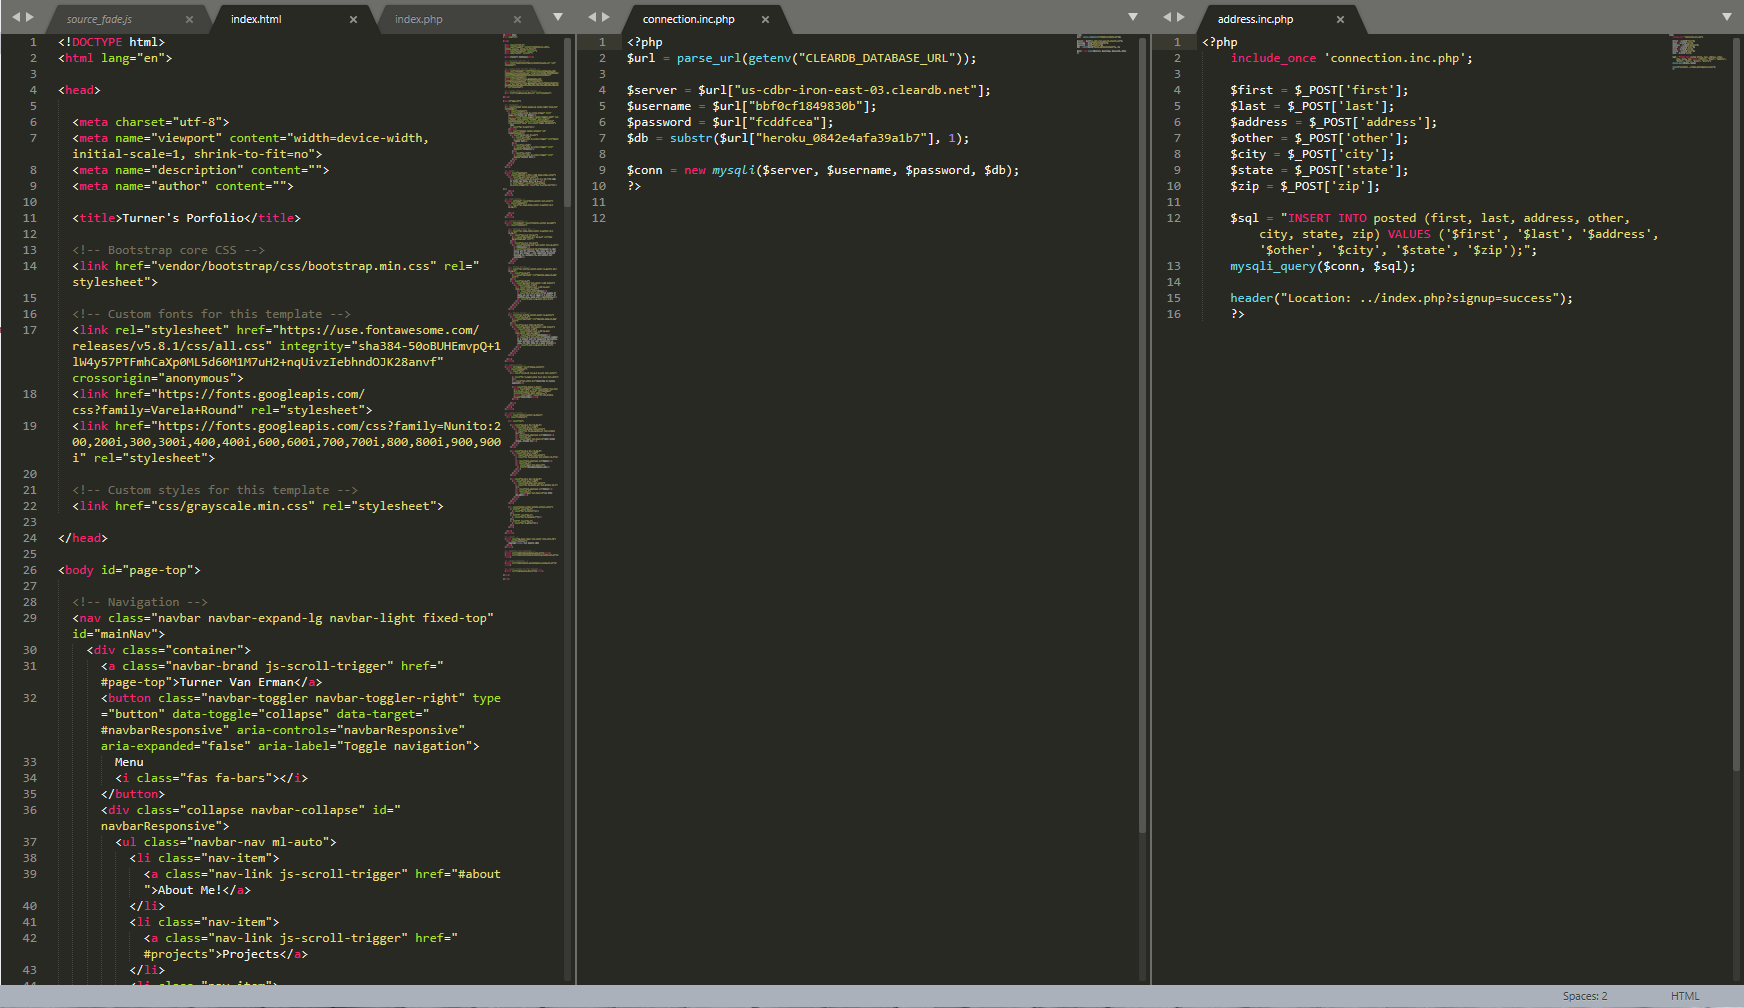 source_fade.js
index.html
index.php
connection.inc.php
address.inc.php
1 <!DOCTYPE html>
2 <html lang="en">
3
4 <head>
5
6 <meta charset="utf-8">
7 <meta name="viewport" content="width=device-width,
initial-scale=1, shrink-to-fit=no">
8 <meta name="description" content="">
9 <meta name="author" content="">
10
11 <title>Turner's Porfolio</title>
12
13 <!-- Bootstrap core CSS -->
14 <link href="vendor/bootstrap/css/bootstrap.min.css" rel="
stylesheet">
15
16 <!-- Custom fonts for this template -->
17 <link rel="stylesheet" href="https://use.fontawesome.com/
releases/v5.8.1/css/all.css" integrity="sha384-50oBUHEmvpQ+1
lW4y57PTFmhCaXp0ML5d60M1M7uH2+nqUivzIebhndOJK28anvf"
crossorigin="anonymous">
18 <link href="https://fonts.googleapis.com/
css?family=Varela+Round" rel="stylesheet">
19 <link href="https://fonts.googleapis.com/css?family=Nunito:2
00,200i,300,300i,400,400i,600,600i,700,700i,800,800i,900,900
i" rel="stylesheet">
20
21 <!-- Custom styles for this template -->
22 <link href="css/grayscale.min.css" rel="stylesheet">
23
24 </head>
25
26 <body id="page-top">
27
28 <!-- Navigation -->
29 <nav class="navbar navbar-expand-lg navbar-light fixed-top"
id="mainNav">
30 <div class="container">
31 <a class="navbar-brand js-scroll-trigger" href="
#page-top">Turner Van Erman</a>
32 <button class="navbar-toggler navbar-toggler-right" type
="button" data-toggle="collapse" data-target="
#navbarResponsive" aria-controls="navbarResponsive"
aria-expanded="false" aria-label="Toggle navigation">
33 Menu
34 <i class="fas fa-bars"></i>
35 </button>
36 <div class="collapse navbar-collapse" id="
navbarResponsive">
37 <ul class="navbar-nav ml-auto">
38 <li class="nav-item">
39 <a class="nav-link js-scroll-trigger" href="#about
">About Me!</a>
40 </li>
41 <li class="nav-item">
42 <a class="nav-link js-scroll-trigger" href="
#projects">Projects</a>
43 </li>
44 <li class="nav-item">
1 <?php
2 $url = parse_url(getenv("CLEARDB_DATABASE_URL"));
3
4 $server = $url["us-cdbr-iron-east-03.cleardb.net"];
5 $username = $url["bbf0cf1849830b"];
6 $password = $url["fcddfcea"];
7 $db = substr($url["heroku_0842e4afa39a1b7"], 1);
8
9 $conn = new mysqli($server, $username, $password, $db);
10 ?>
11
12
1 <?php
2 include_once 'connection.inc.php';
3
4 $first = $_POST['first'];
5 $last = $_POST['last'];
6 $address = $_POST['address'];
7 $other = $_POST['other'];
8 $city = $_POST['city'];
9 $state = $_POST['state'];
10 $zip = $_POST['zip'];
11
12 $sql = "INSERT INTO posted (first, last, address, other,
city, state, zip) VALUES ('$first', '$last', '$address',
'$other', '$city', '$state', '$zip');";
13 mysqli_query($conn, $sql);
14
15 header("Location: ../index.php?signup=success");
16 ?>
Spaces: 2
HTML